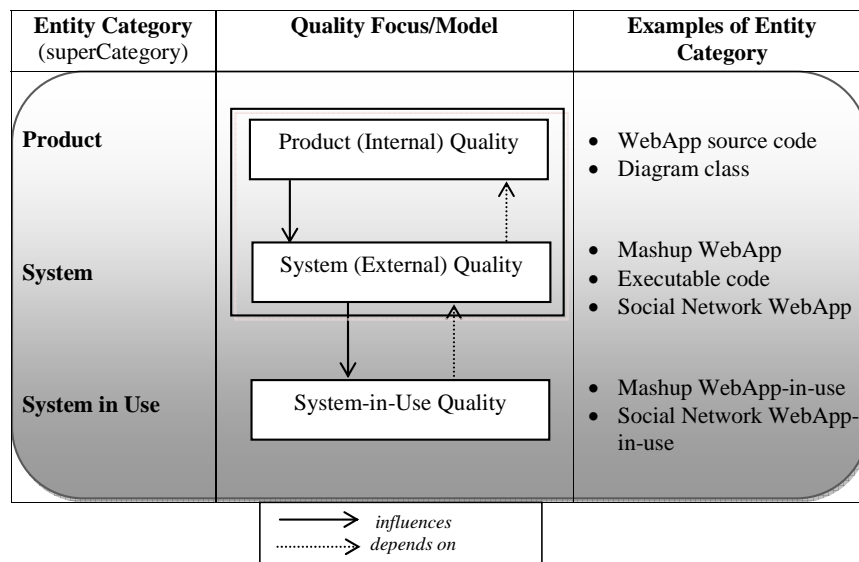 Entity Category
(superCategory)
Quality Focus/Model
Examples of Entity
Category
Product
Product (Internal) Quality
• WebApp source code
• Diagram class
System
System (External) Quality
• Mashup WebApp
• Executable code
• Social Network WebApp
System in Use
System-in-Use Quality
• Mashup WebApp-in-use
• Social Network WebApp-
in-use
influences
depends on